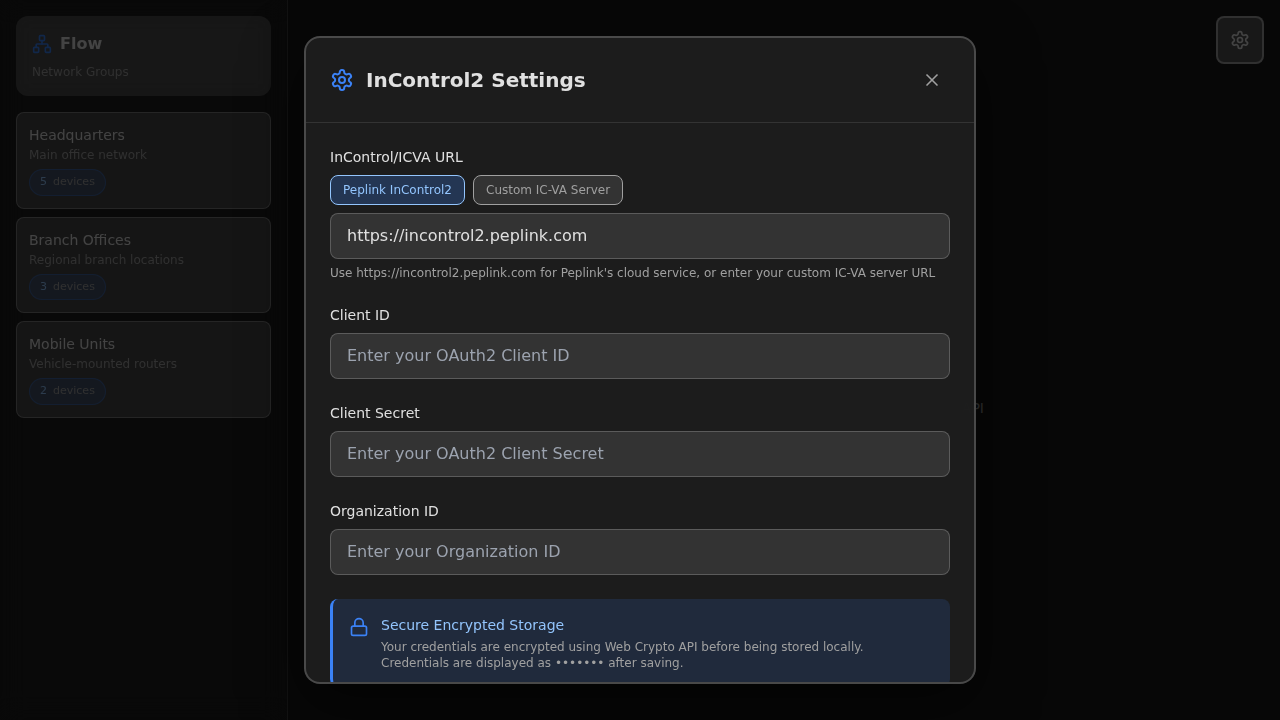 Flow
Network Groups
Headquarters
Main office network
5 devices
Branch Offices
Regional branch locations
3 devices
Mobile Units
Vehicle-mounted routers
2 devices
InControl2 Settings
InControl/ICVA URL
Peplink InControl2
Custom IC-VA Server
https://incontrol2.peplink.com
Use https://incontrol2.peplink.com for Peplink's cloud service, or enter your custom IC-VA server URL
Client ID
Enter your OAuth2 Client ID
Client Secret
Enter your OAuth2 Client Secret
Organization ID
Enter your Organization ID
Secure Encrypted Storage
Your credentials are encrypted using Web Crypto API before being stored locally.
Credentials are displayed as ••••••• after saving.